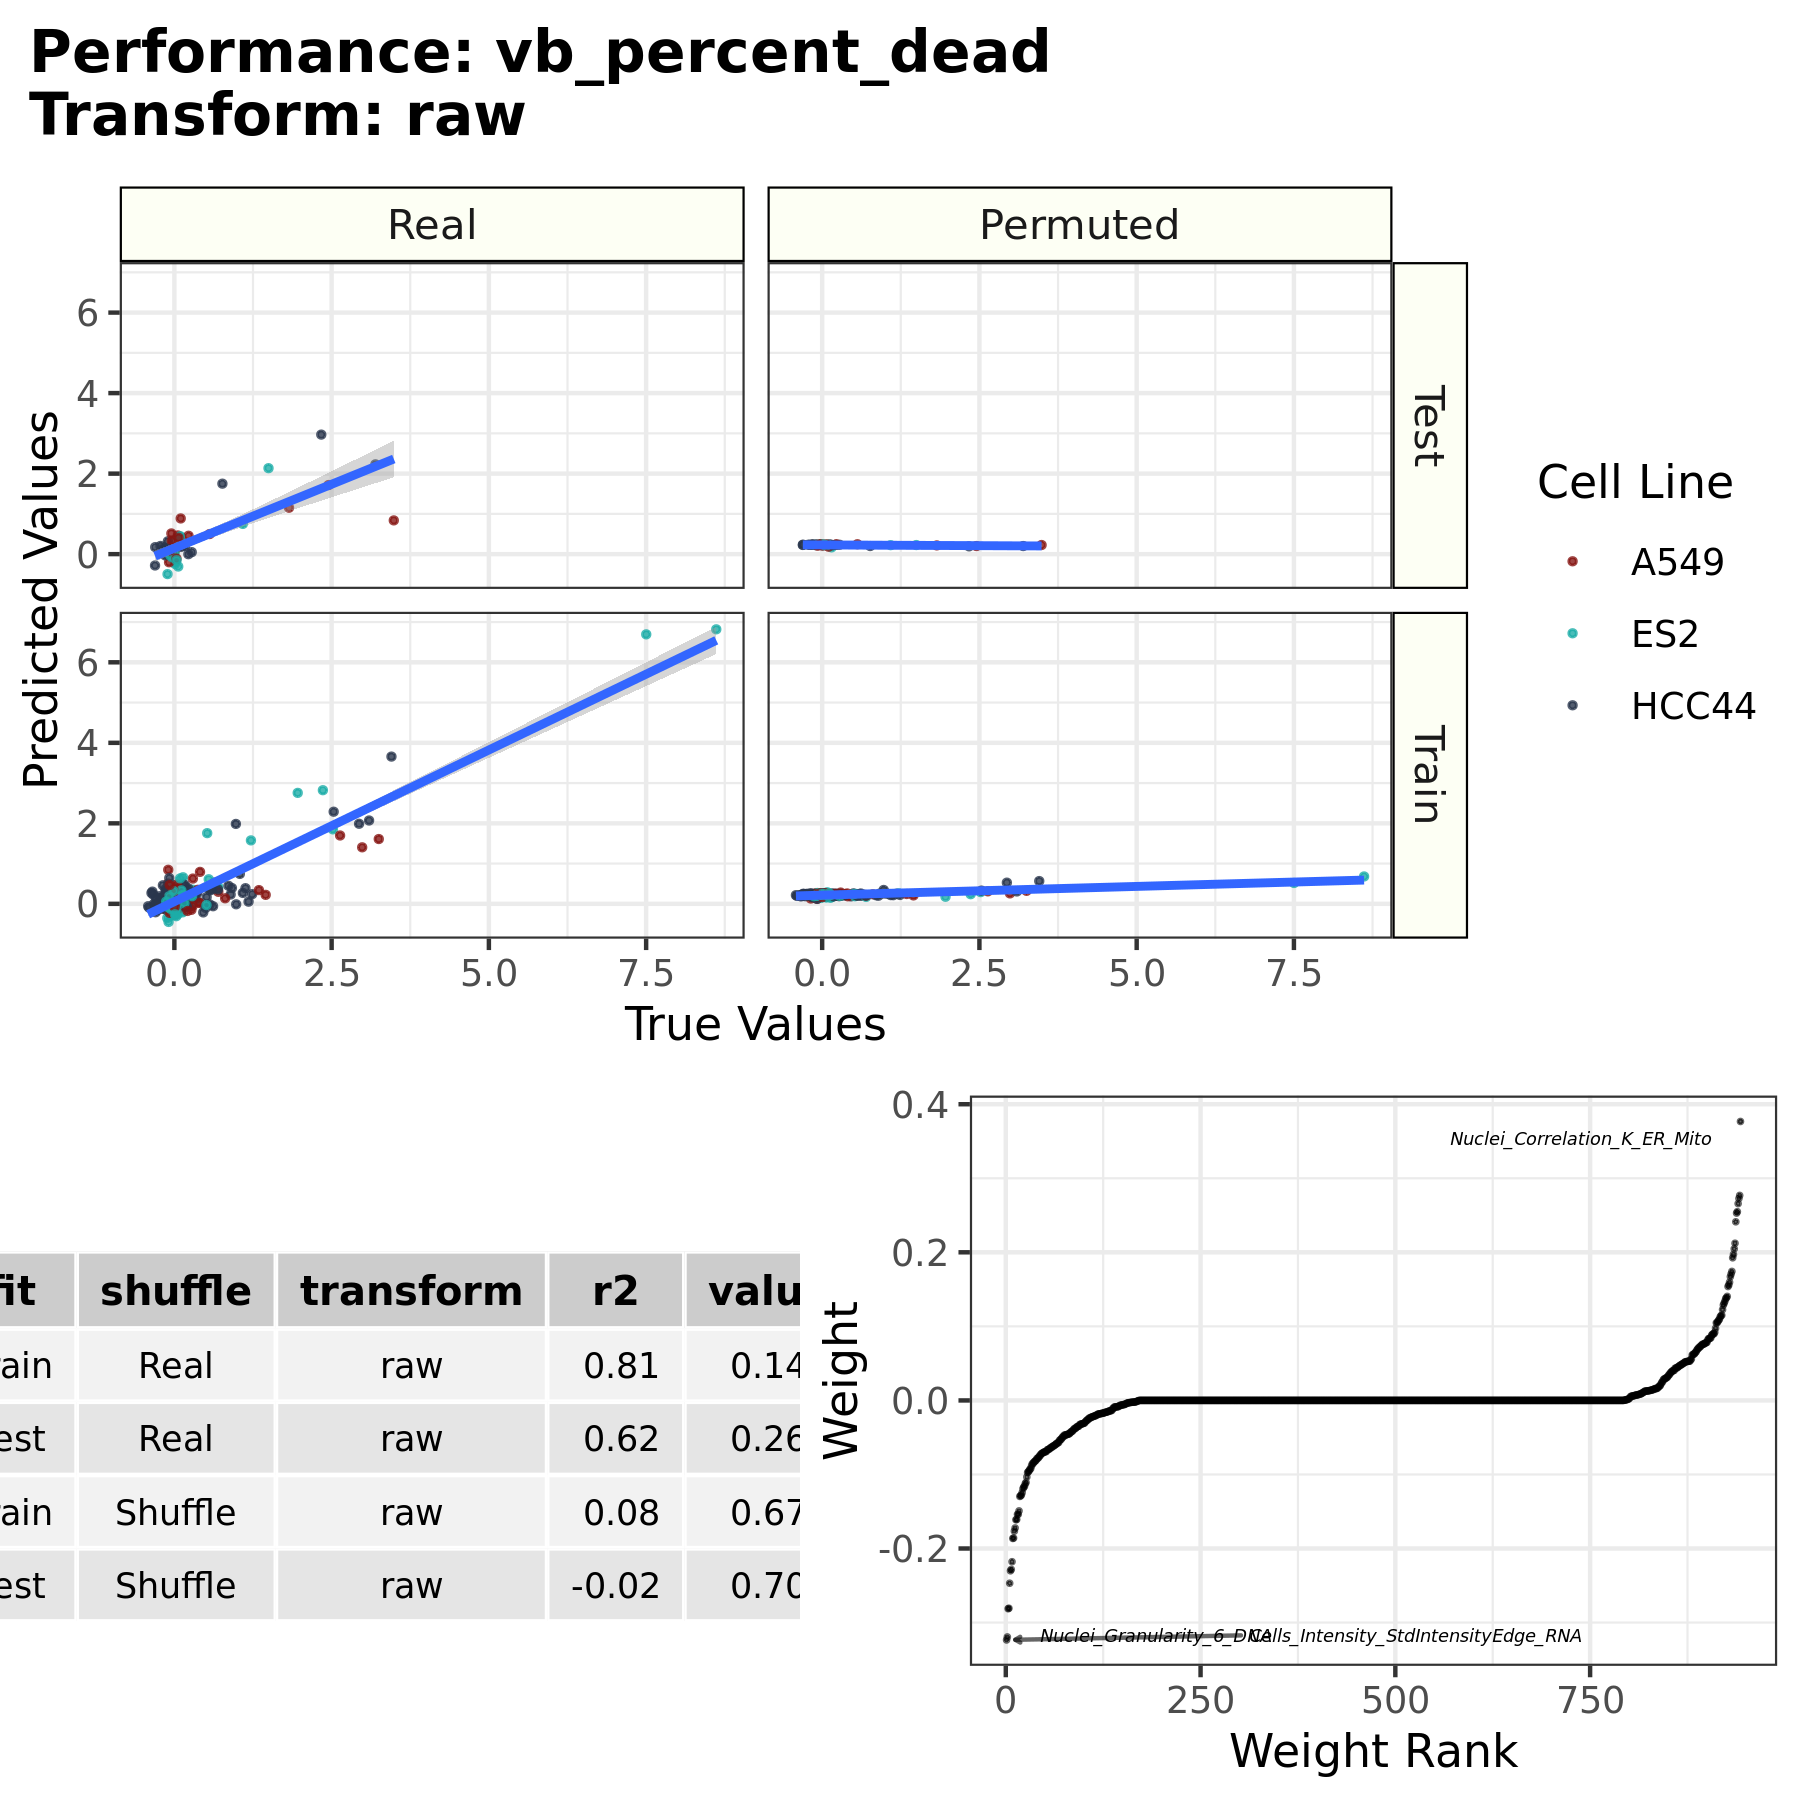 Performance: vb_percent_dead
Transform: raw
Real
Permuted
6
4
2
0
Test
6
4
2
0
Train
Predicted Values
0.0
2.5
5.0
7.5
0.0
2.5
5.0
7.5
True Values
Cell Line
A549
ES2
HCC44
fit shuffle transform r2 valu
ain Real raw 0.81 0.14
est Real raw 0.62 0.26
ain Shuffle raw 0.08 0.67
est Shuffle raw -0.02 0.70
0.4
0.2
0.0
-0.2
Weight
Nuclei_Correlation_K_ER_Mito
Nuclei_Granularity_6_DNA
Cells_Intensity_StdIntensityEdge_RNA
0
250
500
750
Weight Rank